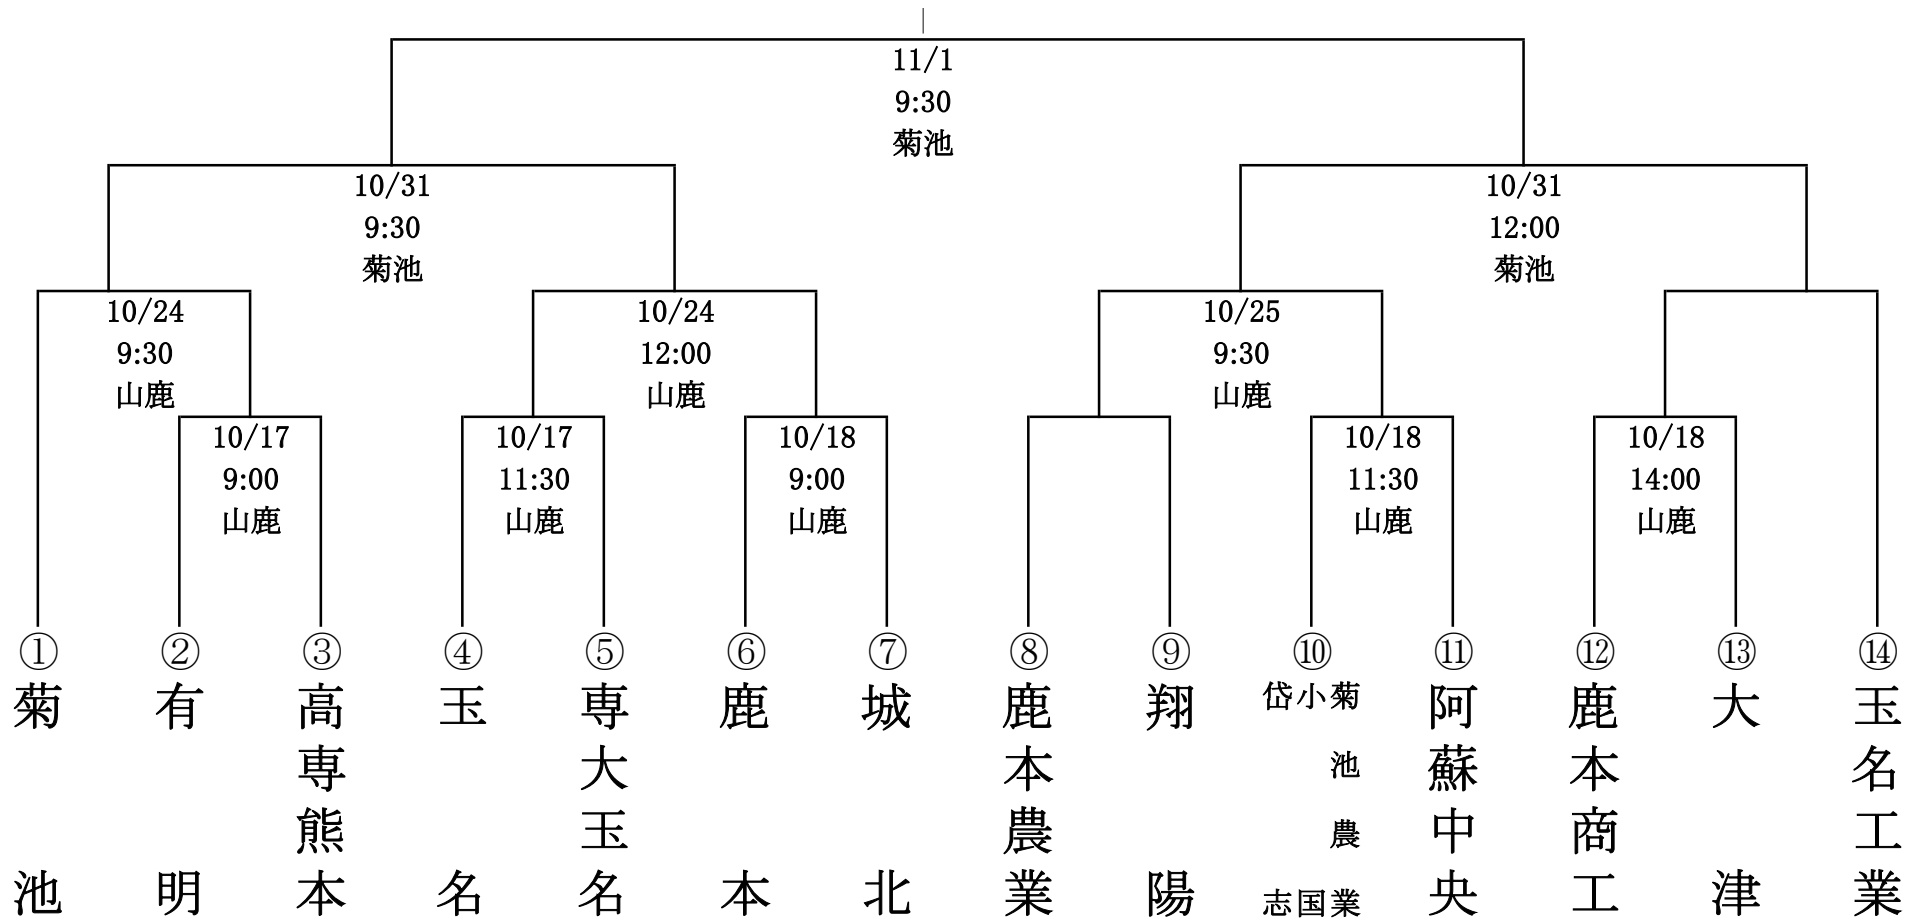 11/1
9:30
菊池
10/31
9:30
菊池
10/31
12:00
菊池
10/24
9:30
山鹿
10/24
12:00
山鹿
10/25
9:30
山鹿
10/17
9:00
山鹿
10/17
11:30
山鹿
10/18
9:00
山鹿
10/18
11:30
山鹿
10/18
14:00
山鹿
①
菊池
②
有明
③
高専熊本
④
玉名
⑤
専大玉名
⑥
鹿本
⑦
城北
⑧
鹿本農業
⑨
翔陽
⑩
菊池農業
小国
岱志
⑪
阿蘇中央
⑫
鹿本商工
⑬
大津
⑭
玉名工業